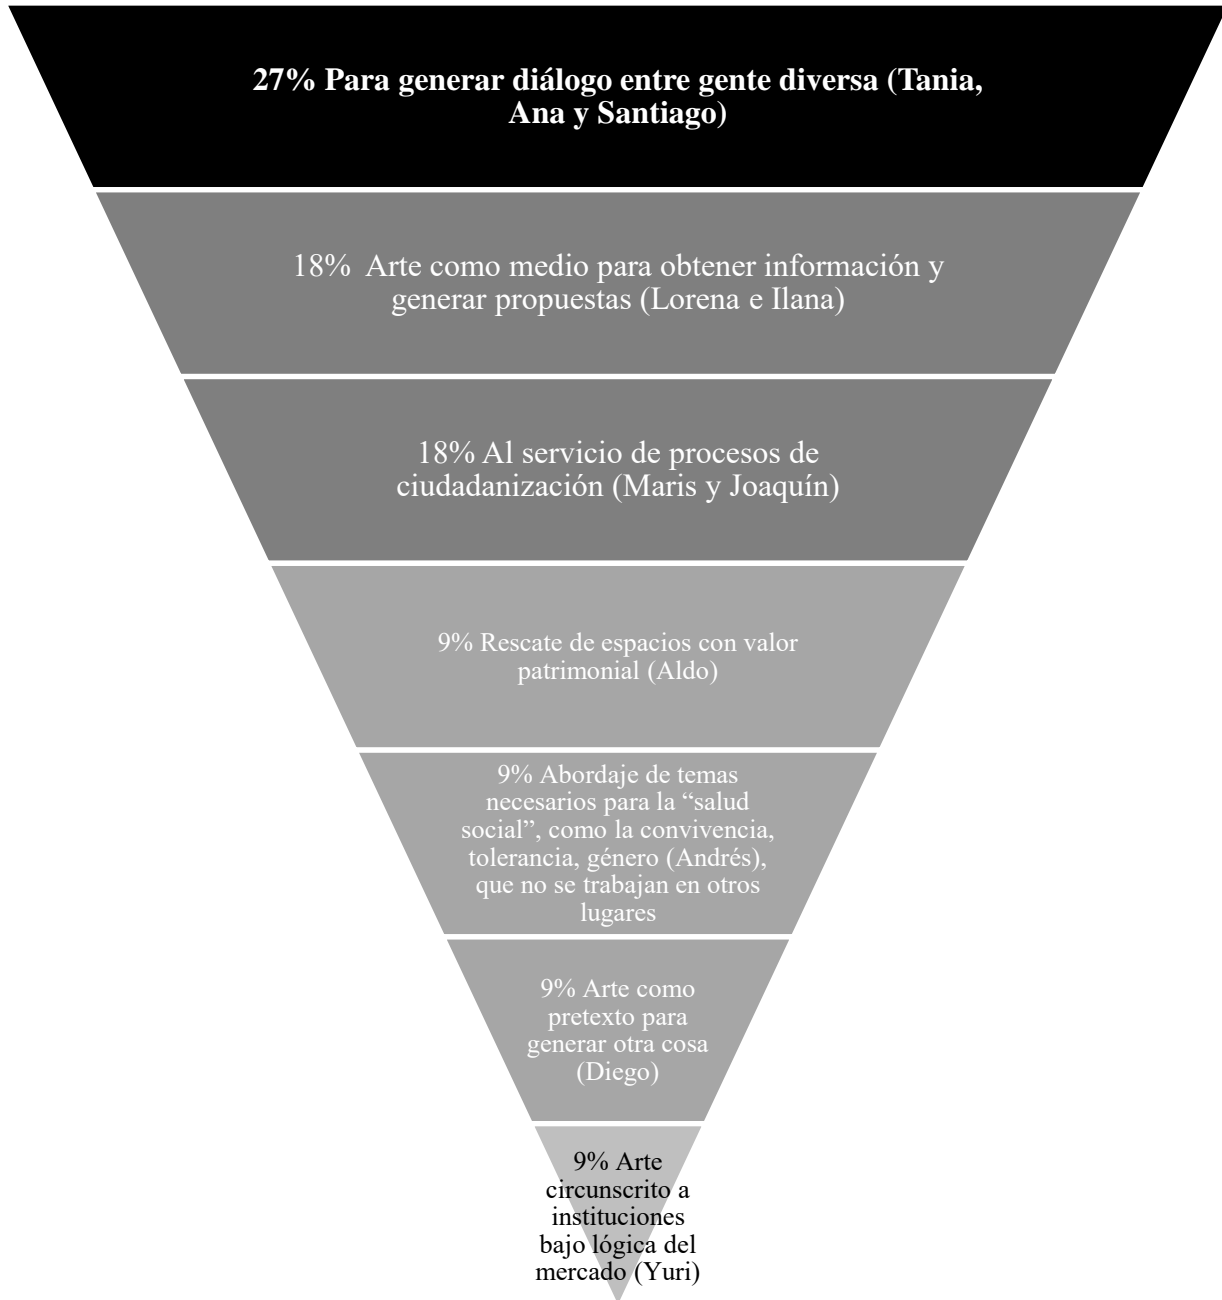 27% Para generar diálogo entre gente diversa (Tania,
Ana y Santiago)
18% Arte como medio para obtener información y
generar propuestas (Lorena e Ilana)
18% Al servicio de procesos de
ciudadanización (Maris y Joaquín)
9% Rescate de espacios con valor
patrimonial (Aldo)
9% Abordaje de temas
necesarios para la “salud
social”, como la convivencia,
tolerancia, género (Andrés),
que no se trabajan en otros
lugares
9% Arte como
pretexto para
generar otra cosa
(Diego)
9% Arte
circunscrito a
instituciones
bajo lógica del
mercado (Yuri)